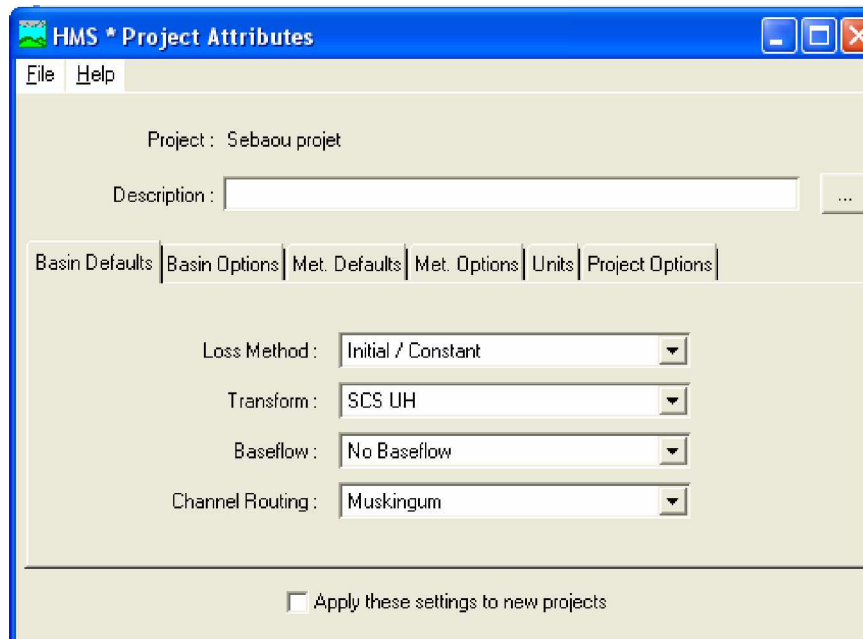 HMS * Project Attributes
File Help
Project : Sebaou projet
Description : ...
Basin Defaults Basin Options Met. Defaults Met. Options Units Project Options
Loss Method : Initial / Constant
Transform : SCS UH
Baseflow : No Baseflow
Channel Routing : Muskingum
Apply these settings to new projects